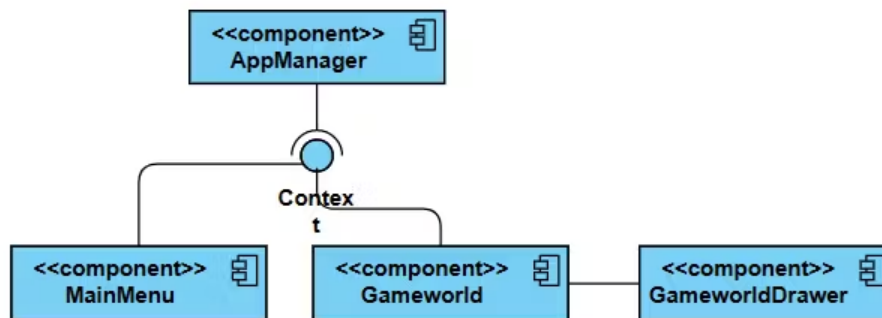 <<component>>
AppManager
Contex
t
<<component>>
MainMenu
<<component>>
Gameworld
<<component>>
GameworldDrawer